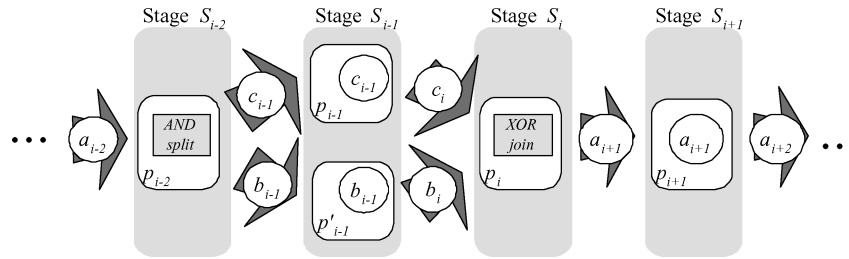 Stage S_{i-2} Stage S_{i-1} Stage S_i Stage S_{i+1}
c_{i-1} c_{i-1} c_i
p_{i-1}
... a_{i-2} AND split XOR join a_{i+1} a_{i+1} a_{i+2} ..
p_{i-2} p_i p_{i+1}
b_{i-1} b_{i-1} b_i
p'_{i-1}